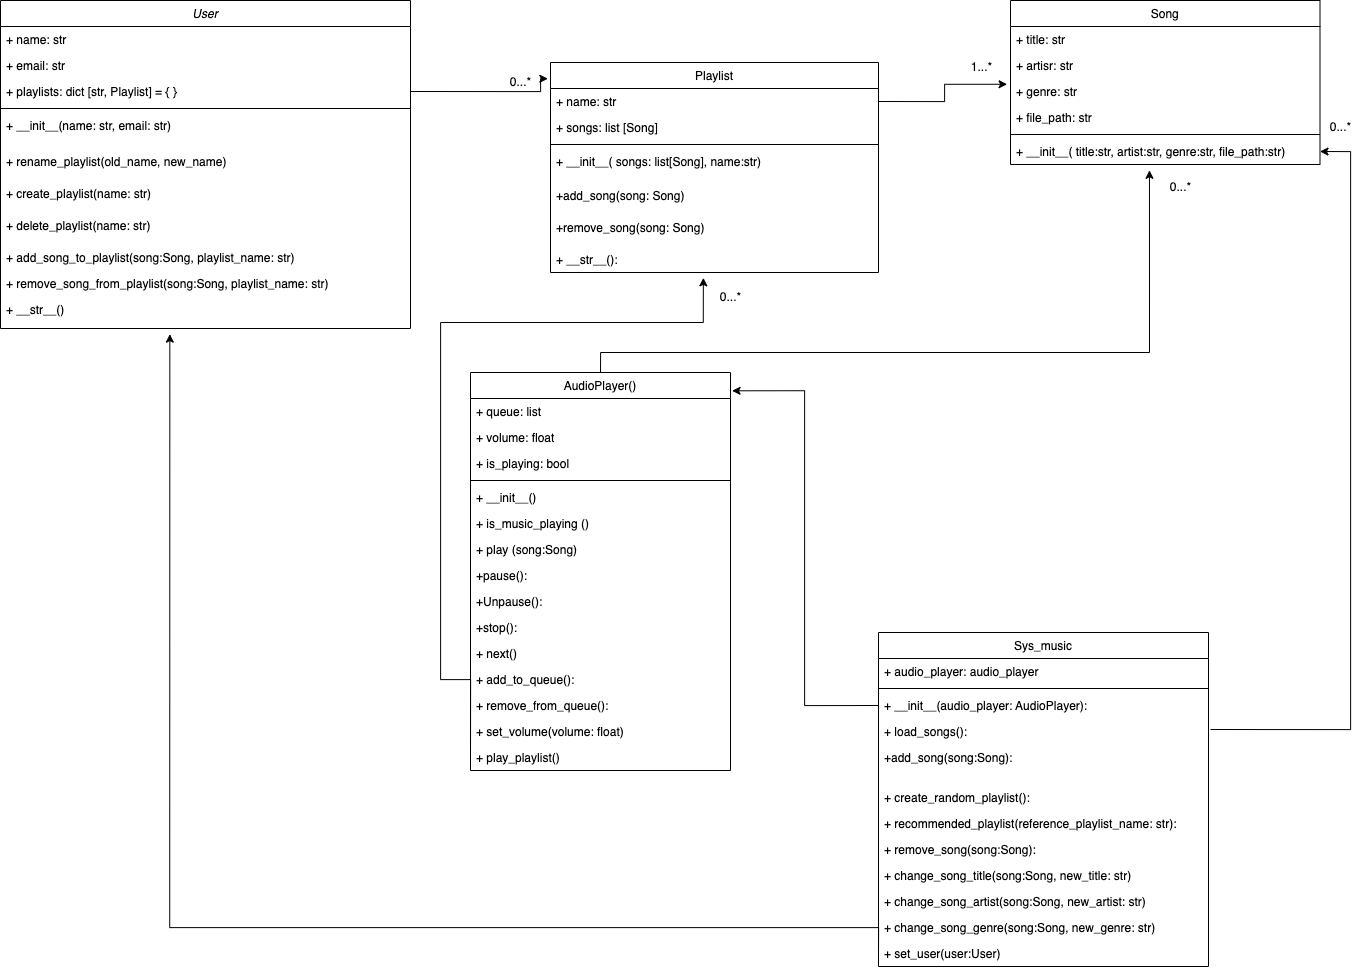 User
+ name: str
+ email: str
+ playlists: dict [str, Playlist] = { }
+ __init__(name: str, email: str)
+ rename_playlist(old_name, new_name)
+ create_playlist(name: str)
+ delete_playlist(name: str)
+ add_song_to_playlist(song:Song, playlist_name: str)
+ remove_song_from_playlist(song:Song, playlist_name: str)
+ __str__()
0...*
Playlist
+ name: str
+ songs: list [Song]
+ __init__( songs: list[Song], name:str)
+add_song(song: Song)
+remove_song(song: Song)
+ __str__():
0...*
1...*
Song
+ title: str
+ artisr: str
+ genre: str
+ file_path: str
+ __init__( title:str, artist:str, genre:str, file_path:str)
0...*
0...*
AudioPlayer()
+ queue: list
+ volume: float
+ is_playing: bool
+ __init__()
+ is_music_playing ()
+ play (song:Song)
+pause():
+Unpause():
+stop():
+ next()
+ add_to_queue():
+ remove_from_queue():
+ set_volume(volume: float)
+ play_playlist()
Sys_music
+ audio_player: audio_player
+ __init__(audio_player: AudioPlayer):
+ load_songs():
+add_song(song:Song):
+ create_random_playlist():
+ recommended_playlist(reference_playlist_name: str):
+ remove_song(song:Song):
+ change_song_title(song:Song, new_title: str)
+ change_song_artist(song:Song, new_artist: str)
+ change_song_genre(song:Song, new_genre: str)
+ set_user(user:User)